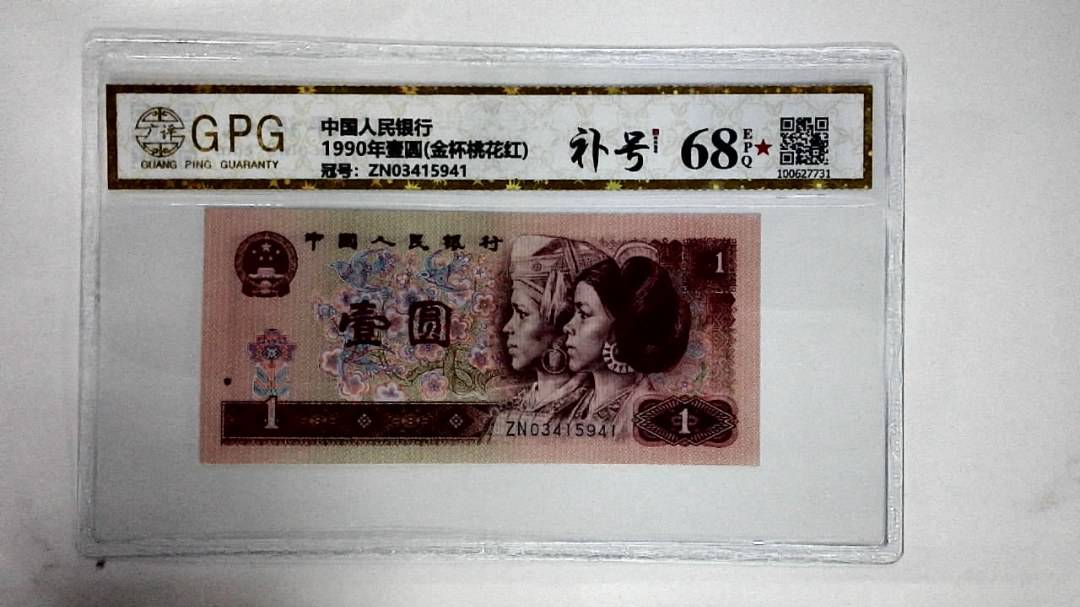 广评
GPG
GUANG PING GUARANTY
中国人民银行
1990年壹圆(金杯桃花红)
冠号: ZN03415941
补号
68
EPQ
100627731
中国人民银行
1
壹圆
1
ZN03415941
1